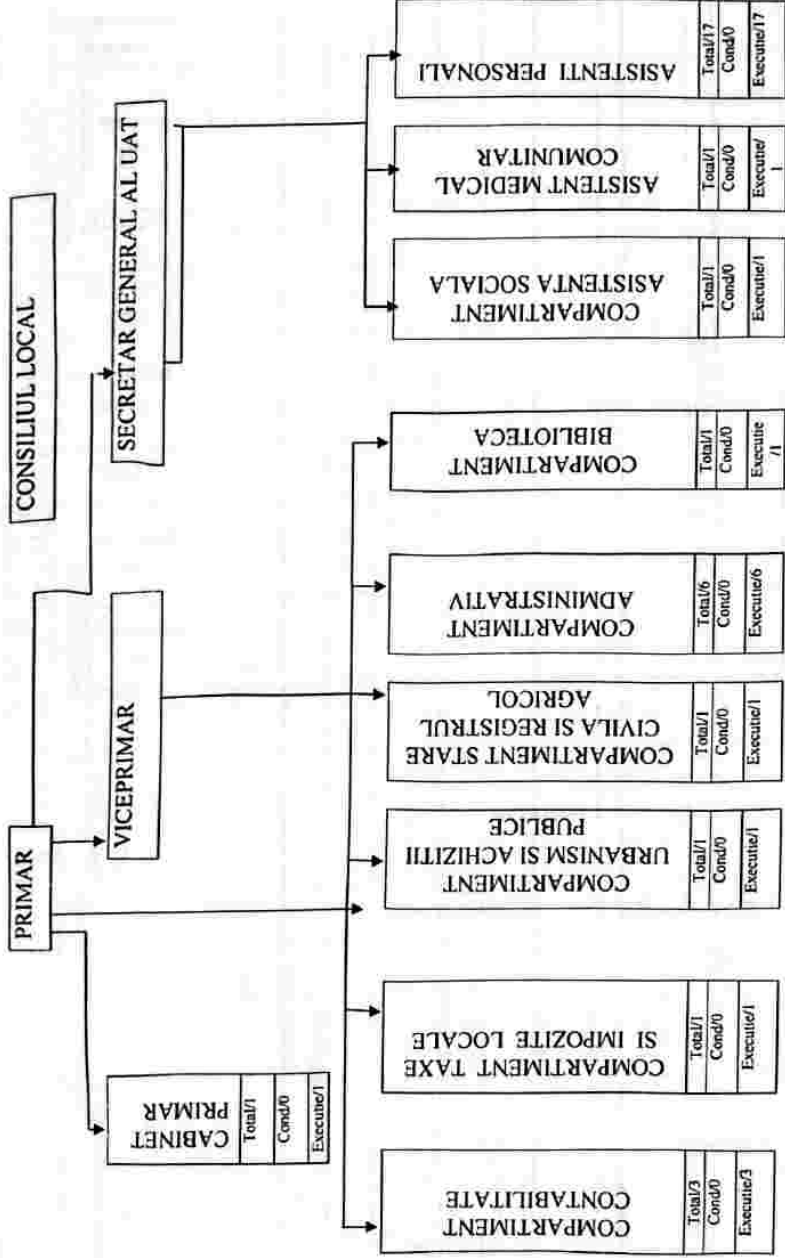 CONSILIUL LOCAL
PRIMAR
VICEPRIMAR
SECRETAR GENERAL AL UAT
CABINET
PRIMAR
Total/1
Cond/0
Executie/1
COMPARTIMENT
CONTABILITATE
Total/3
Cond/0
Executie/3
COMPARTIMENT TAXE
SI IMPOZITE LOCALE
Total/1
Cond/0
Executie/1
COMPARTIMENT
URBANISM SI ACHIZITII
PUBLICE
Total/1
Cond/0
Executie/1
COMPARTIMENT STARE
CIVILA SI REGISTRUL
AGRICOL
Total/1
Cond/0
Executie/1
COMPARTIMENT
ADMINISTRATIV
Total/6
Cond/0
Executie/6
COMPARTIMENT
BIBLIOTECA
Total/1
Cond/0
Executie
/1
COMPARTIMENT
ASISTENTA SOCIALA
Total/1
Cond/0
Executie/1
ASISTENT MEDICAL
COMUNITAR
Total/1
Cond/0
Executie/
1
ASISTENTI PERSONALI
Total/17
Cond/0
Executie/17